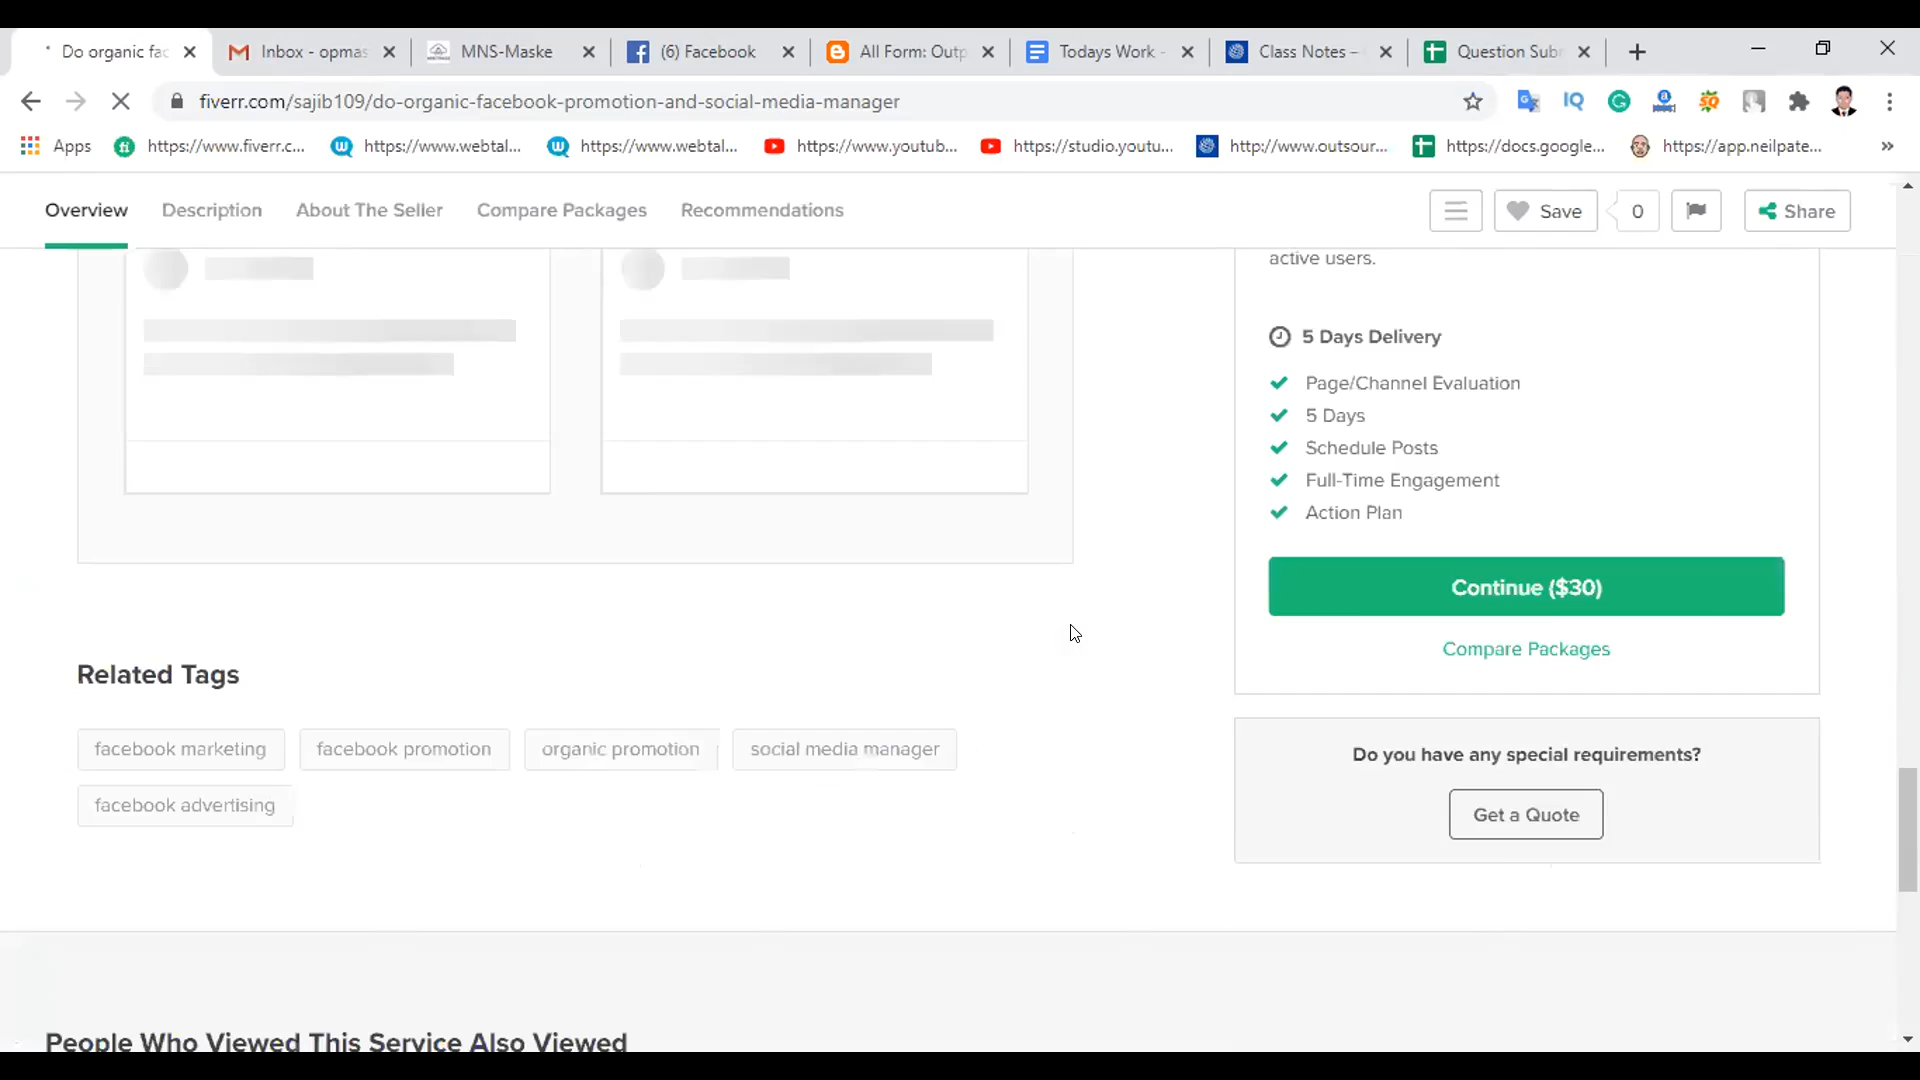 Do organic fac
Inbox - opmas
MNS-Maske
(6) Facebook
All Form: Outp
Todays Work -
Class Notes –
Question Subm
fiverr.com/sajib109/do-organic-facebook-promotion-and-social-media-manager
Apps
https://www.fiverr.c...
https://www.webtal...
https://www.webtal...
https://www.youtub...
https://studio.youtu...
http://www.outsour...
https://docs.google...
https://app.neilpate...
Overview
Description
About The Seller
Compare Packages
Recommendations
Save
0
Share
active users.
5 Days Delivery
Page/Channel Evaluation
5 Days
Schedule Posts
Full-Time Engagement
Action Plan
Continue ($30)
Compare Packages
Related Tags
facebook marketing
facebook promotion
organic promotion
social media manager
facebook advertising
Do you have any special requirements?
Get a Quote
People Who Viewed This Service Also Viewed